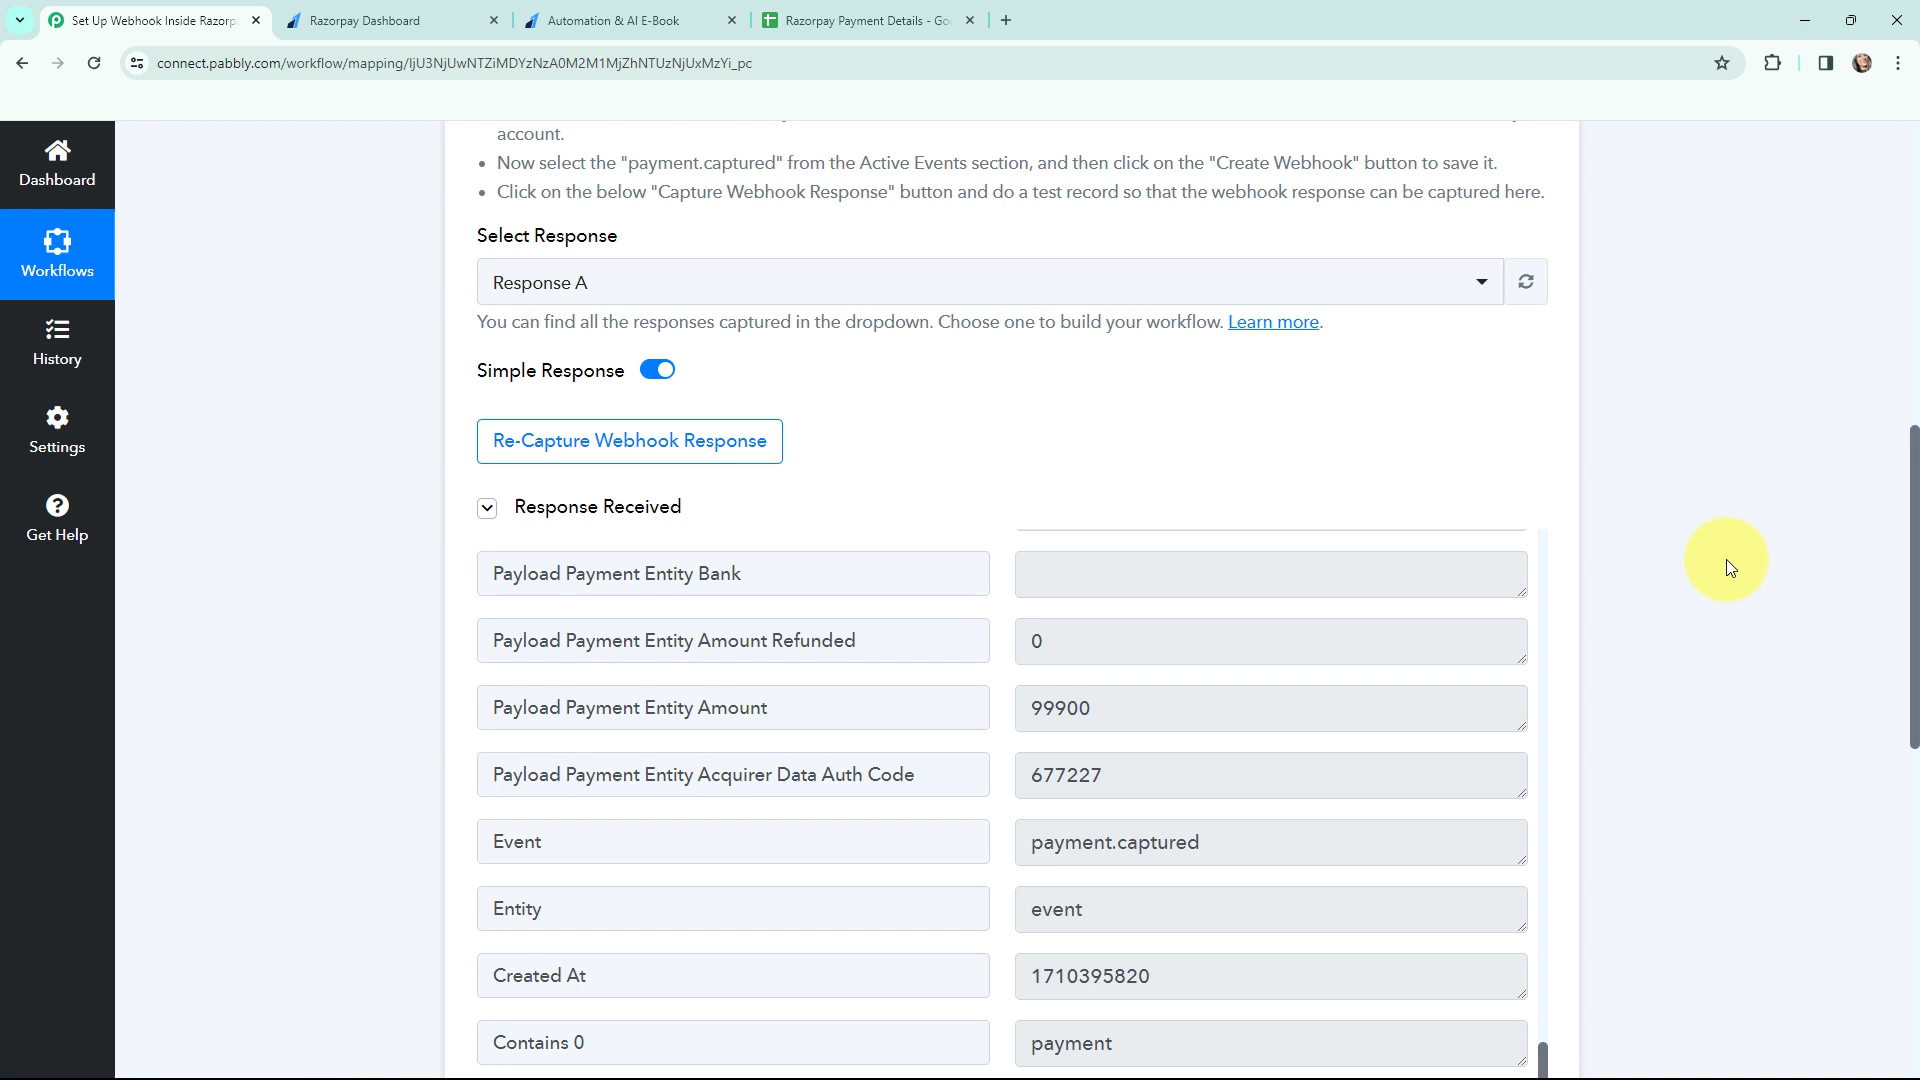 Set Up Webhook Inside Razorp
Razorpay Dashboard
Automation & AI E-Book
Razorpay Payment Details - Goo
connect.pabbly.com/workflow/mapping/IjU3NjUwNTZiMDYzNzA0M2M1MjZhNTUzNjUxMzYi_pc
Dashboard
Workflows
History
Settings
Get Help
account.
• Now select the "payment.captured" from the Active Events section, and then click on the "Create Webhook" button to save it.
• Click on the below "Capture Webhook Response" button and do a test record so that the webhook response can be captured here.
Select Response
Response A
You can find all the responses captured in the dropdown. Choose one to build your workflow. Learn more.
Simple Response
Re-Capture Webhook Response
Response Received
Payload Payment Entity Bank
Payload Payment Entity Amount Refunded
0
Payload Payment Entity Amount
99900
Payload Payment Entity Acquirer Data Auth Code
677227
Event
payment.captured
Entity
event
Created At
1710395820
Contains 0
payment